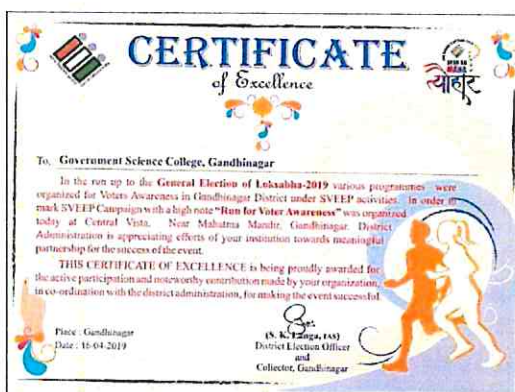 CERTIFICATE
of Excellence
त्यौहार
To, Government Science College, Gandhinagar
In the run up to the General Election of Loksabha-2019 various programmes were
organized for Voters Awareness in Gandhinagar District under SVEEP activities. In order to
mark SVEEP Campaign with a high note "Run for Voter Awareness" was organized
today at Central Vista, Near Mahatma Mandir, Gandhinagar. District
Administration is appreciating efforts of your institution towards meaningful
partnership for the success of the event.
THIS CERTIFICATE OF EXCELLENCE is being proudly awarded for
the active participation and noteworthy contribution made by your organization,
in co-ordination with the district administration, for making the event successful.
Place : Gandhinagar
Date : 16-04-2019
(S. K. Langa, IAS)
District Election Officer
and
Collector, Gandhinagar